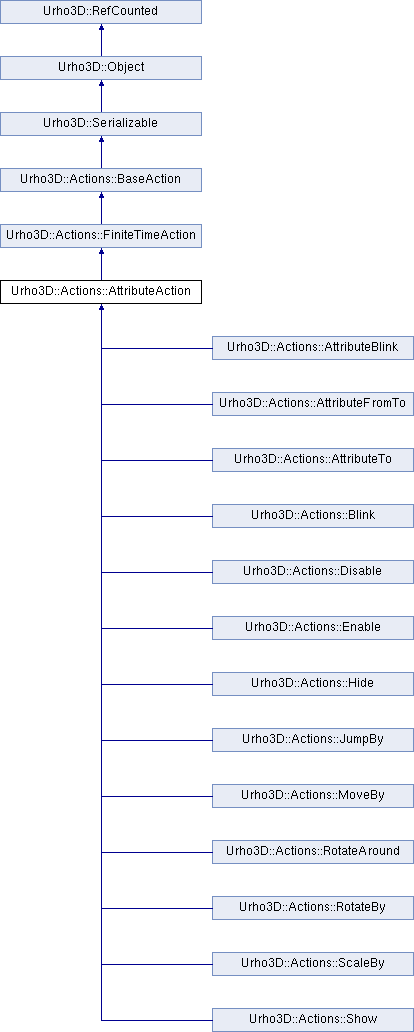 Urho3D::RefCounted
Urho3D::Object
Urho3D::Serializable
Urho3D::Actions::BaseAction
Urho3D::Actions::FiniteTimeAction
Urho3D::Actions::AttributeAction
Urho3D::Actions::AttributeBlink
Urho3D::Actions::AttributeFromTo
Urho3D::Actions::AttributeTo
Urho3D::Actions::Blink
Urho3D::Actions::Disable
Urho3D::Actions::Enable
Urho3D::Actions::Hide
Urho3D::Actions::JumpBy
Urho3D::Actions::MoveBy
Urho3D::Actions::RotateAround
Urho3D::Actions::RotateBy
Urho3D::Actions::ScaleBy
Urho3D::Actions::Show